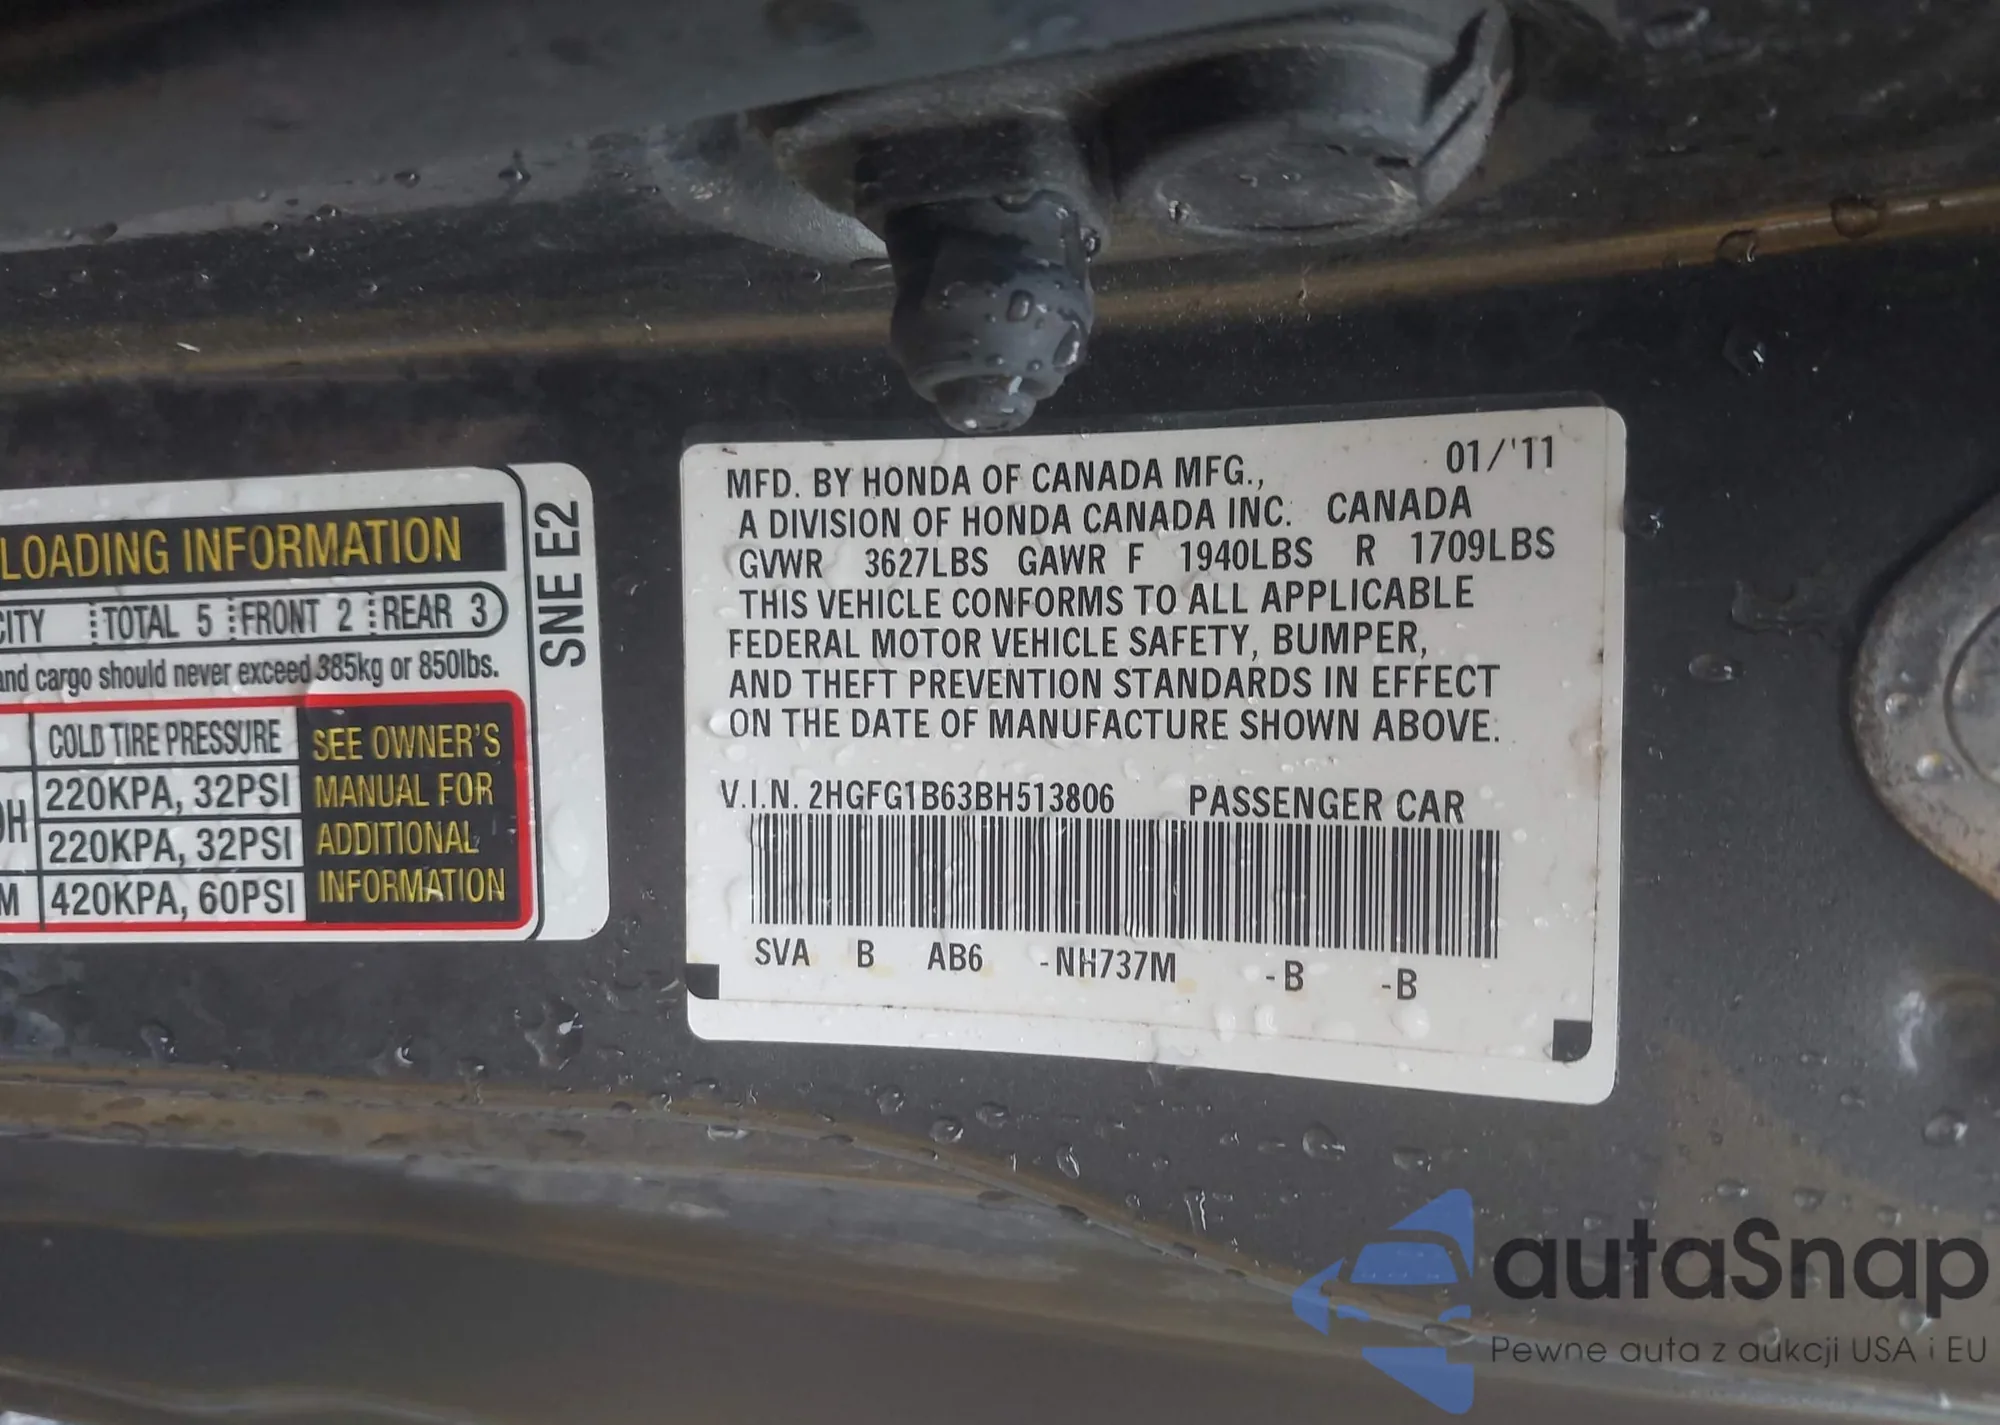 LOADING INFORMATION
CITY TOTAL 5 FRONT 2 REAR 3
and cargo should never exceed 385kg or 850lbs.
COLD TIRE PRESSURE
220KPA, 32PSI
220KPA, 32PSI
M 420KPA, 60PSI
SEE OWNER'S
MANUAL FOR
ADDITIONAL
INFORMATION
SNE E2
01/'11
MFD. BY HONDA OF CANADA MFG.,
A DIVISION OF HONDA CANADA INC. CANADA
GVWR 3627LBS GAWR F 1940LBS R 1709LBS
THIS VEHICLE CONFORMS TO ALL APPLICABLE
FEDERAL MOTOR VEHICLE SAFETY, BUMPER,
AND THEFT PREVENTION STANDARDS IN EFFECT
ON THE DATE OF MANUFACTURE SHOWN ABOVE.
V.I.N. 2HGFG1B63BH513806 PASSENGER CAR
SVA B AB6 -NH737M -B -B
autaSnap
Pewne auta z aukcji USA i EU